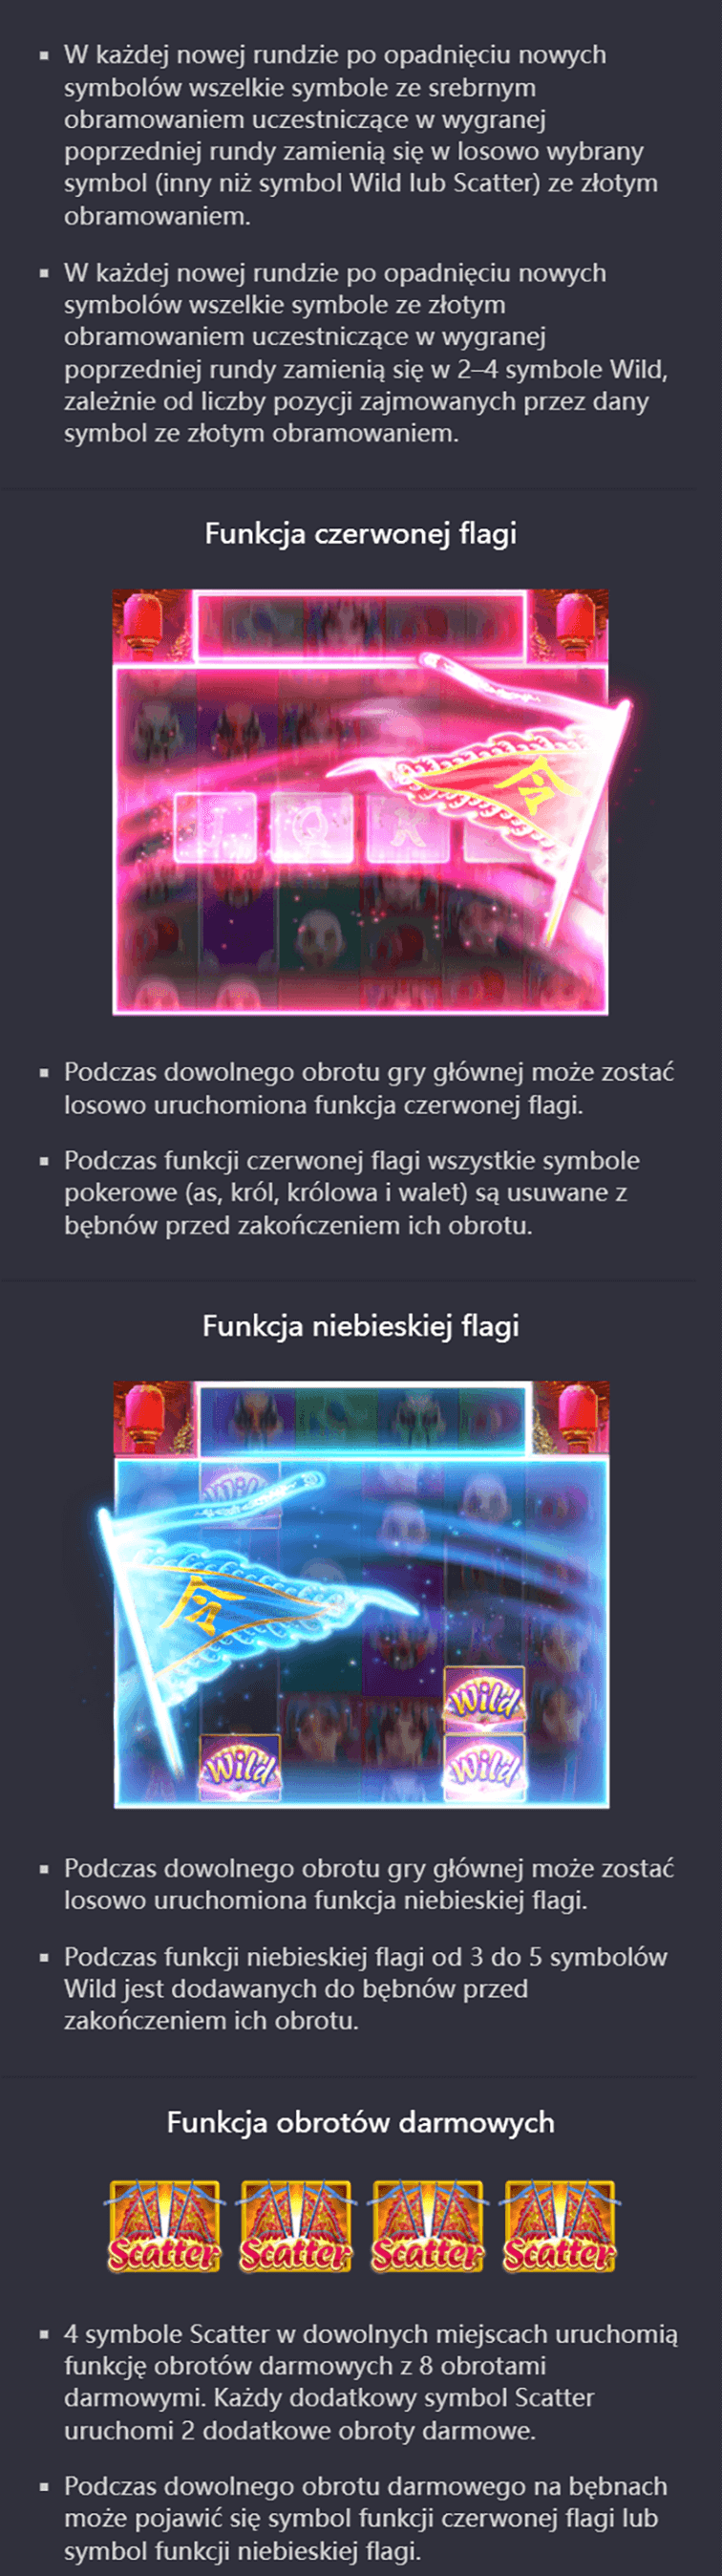 W każdej nowej rundzie po opadnięciu nowych
symbolów wszelkie symbole ze srebrnym
obramowaniem uczestniczące w wygranej
poprzedniej rundy zamienią się w losowo wybrany
symbol (inny niż symbol Wild lub Scatter) ze złotym
obramowaniem.
W każdej nowej rundzie po opadnięciu nowych
symbolów wszelkie symbole ze złotym
obramowaniem uczestniczące w wygranej
poprzedniej rundy zamienią się w 2–4 symbole Wild,
zależnie od liczby pozycji zajmowanych przez dany
symbol ze złotym obramowaniem.
Funkcja czerwonej flagi
令
Q K
Podczas dowolnego obrotu gry głównej może zostać
losowo uruchomiona funkcja czerwonej flagi.
Podczas funkcji czerwonej flagi wszystkie symbole
pokerowe (as, król, królowa i walet) są usuwane z
bębnów przed zakończeniem ich obrotu.
Funkcja niebieskiej flagi
Wild
令
Wild
Wild Wild
Podczas dowolnego obrotu gry głównej może zostać
losowo uruchomiona funkcja niebieskiej flagi.
Podczas funkcji niebieskiej flagi od 3 do 5 symbolów
Wild jest dodawanych do bębnów przed
zakończeniem ich obrotu.
Funkcja obrotów darmowych
Scatter Scatter Scatter Scatter
4 symbole Scatter w dowolnych miejscach uruchomią
funkcję obrotów darmowych z 8 obrotami
darmowymi. Każdy dodatkowy symbol Scatter
uruchomi 2 dodatkowe obroty darmowe.
Podczas dowolnego obrotu darmowego na bębnach
może pojawić się symbol funkcji czerwonej flagi lub
symbol funkcji niebieskiej flagi.